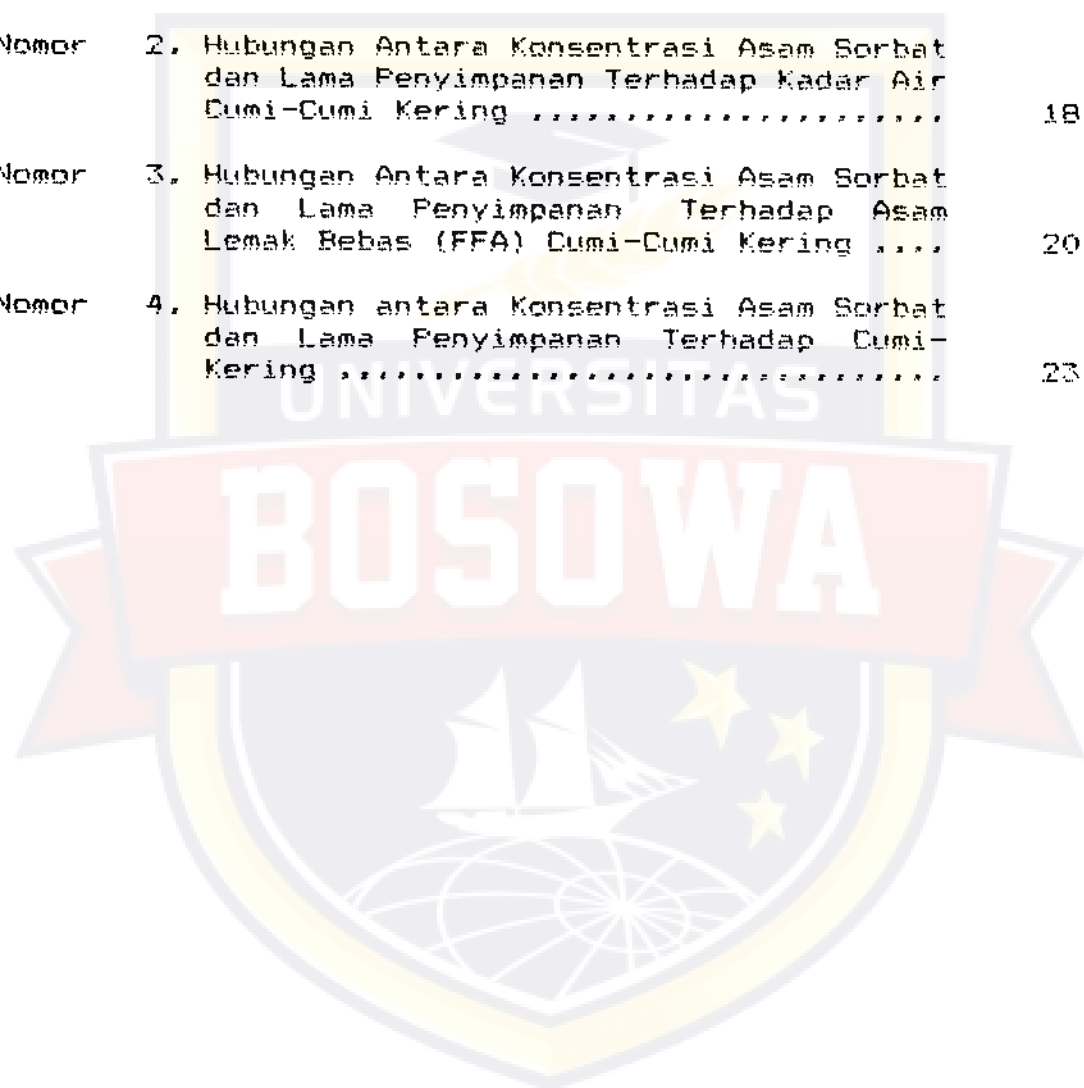 Nomor 2. Hubungan Antara Konsentrasi Asam Sorbat
dan Lama Penyimpanan Terhadap Kadar Air
Cumi-Cumi Kering ....................... 18
Nomor 3. Hubungan Antara Konsentrasi Asam Sorbat
dan Lama Penyimpanan Terhadap Asam
Lemak Bebas (FFA) Cumi-Cumi Kering .... 20
Nomor 4. Hubungan antara Konsentrasi Asam Sorbat
dan Lama Penyimpanan Terhadap Cumi-
Kering ................................. 23
UNIVERSITAS
BOSOWA